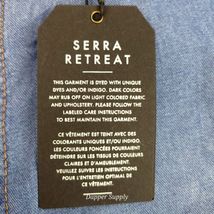 SERRA
RETREAT
THIS GARMENT IS DYED WITH UNIQUE
DYES AND/OR INDIGO. DARK COLORS
MAY RUB OFF ON LIGHT COLORED FABRIC
AND UPHOLSTERY. PLEASE FOLLOW THE
LABELED CARE INSTRUCTIONS
TO BEST MAINTAIN THIS GARMENT.
CE VÊTEMENT EST TEINT AVEC DES
COLORANTS UNIQUES ET/OU INDIGO.
LES COULEURS FONCÉES POURRAIENT
DÉTEINDRE SUR LES TISSUS DE COULEURS
CLAIRES ET D'AMEUBLEMENT.
VEUILLEZ SUIVRE LES INSTRUCTIONS
POUR L'ENTRETIEN OPTIMAL DE
CE VÊTEMENT.
Dapper Supply